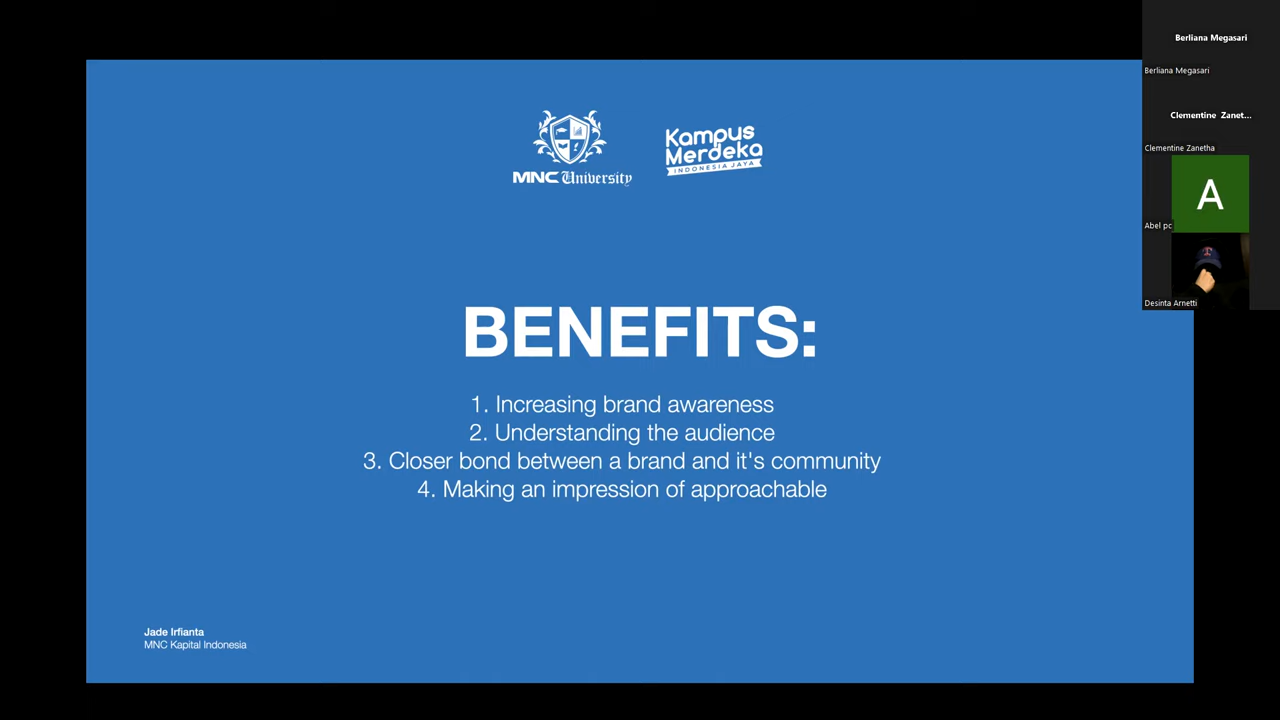 MNC University
Kampus
Merdeka
INDONESIA JAYA
BENEFITS:
1. Increasing brand awareness
2. Understanding the audience
3. Closer bond between a brand and it's community
4. Making an impression of approachable
Jade Irfianta
MNC Kapital Indonesia
Berliana Megasari
Berliana Megasari
Clementine Zanet...
Clementine Zanetha
A
Abel pc
T
Desinta Arnetti